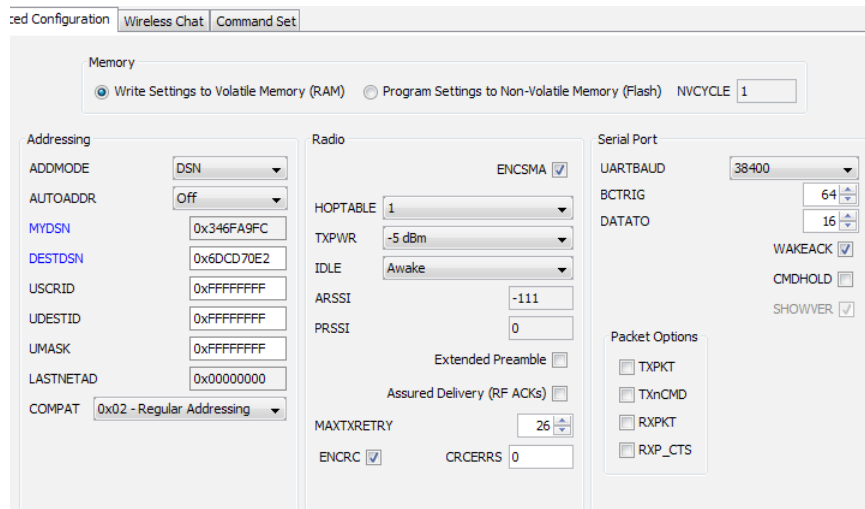 ced Configuration Wireless Chat Command Set
Memory
Write Settings to Volatile Memory (RAM) Program Settings to Non-Volatile Memory (Flash) NVCYCLE 1
Addressing
ADDMODE DSN
AUTOADDR Off
MYDSN 0x346FA9FC
DESTDSN 0x6DCD70E2
USCRID 0xFFFFFFFF
UDESTID 0xFFFFFFFF
UMASK 0xFFFFFFFF
LASTNETAD 0x00000000
COMPAT 0x02 - Regular Addressing
Radio
ENCSMA
HOPTABLE 1
TXPWR -5 dBm
IDLE Awake
ARSSI -111
PRSSI 0
Extended Preamble
Assured Delivery (RF ACKs)
MAXTXRETRY 26
ENCRC CRCERRS 0
Serial Port
UARTBAUD 38400
BCTRIG 64
DATATO 16
WAKEACK
CMDHOLD
SHOWVER
Packet Options
TXPKT
TXnCMD
RXPKT
RXP_CTS